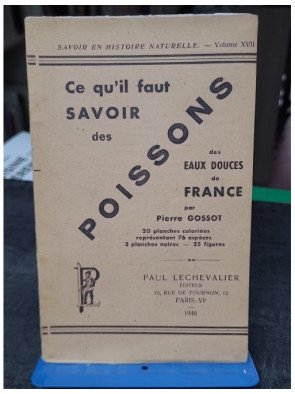 SAVOIR EN HISTOIRE NATURELLE. — Volume XVII
Ce qu'il faut
SAVOIR
des
POISSONS
des
EAUX DOUCES
de
FRANCE
par
Pierre GOSSOT
20 planches coloriées
représentant 76 espèces
3 planches noires — 25 figures
PAUL LECHEVALIER
ÉDITEUR
12, RUE DE TOURNON, 12
PARIS-VIe
1946